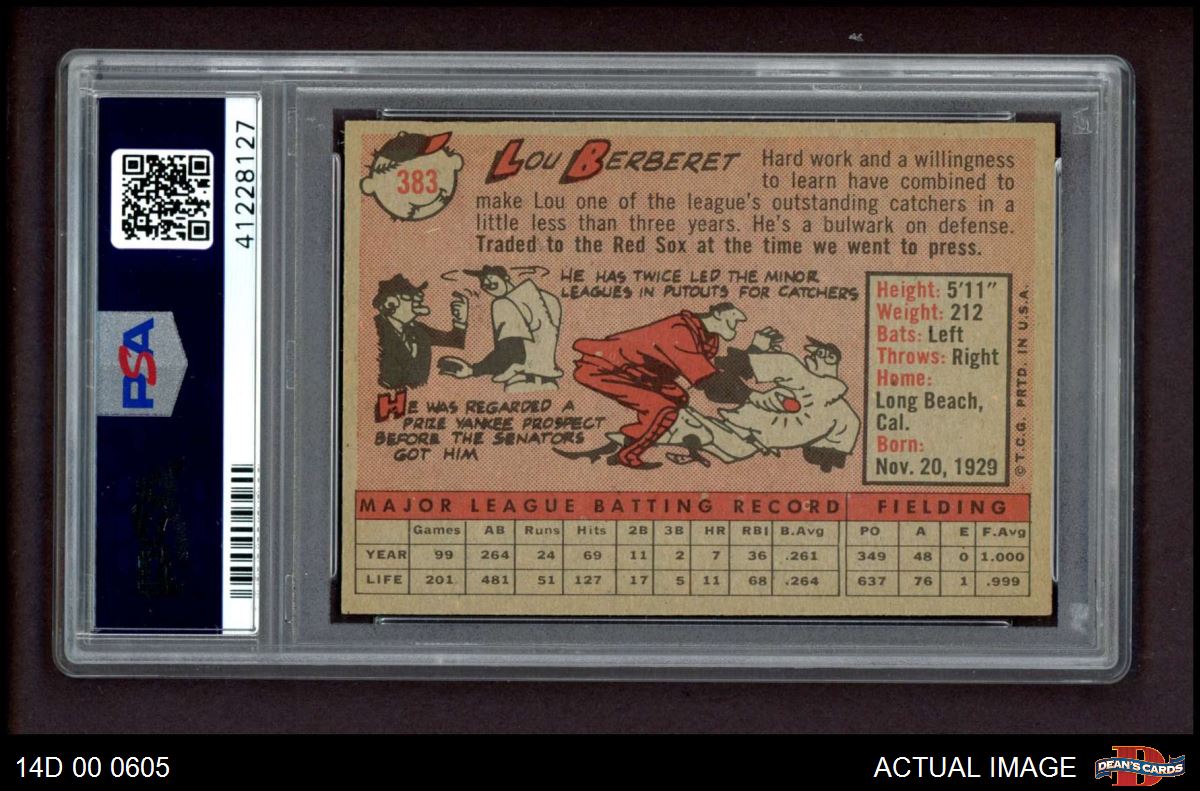 41228127
PSA
383
LOU BERBERET
Hard work and a willingness
to learn have combined to
make Lou one of the league's outstanding catchers in a
little less than three years. He's a bulwark on defense.
Traded to the Red Sox at the time we went to press.
HE HAS TWICE LED THE MINOR
LEAGUES IN PUTOUTS FOR CATCHERS
HE WAS REGARDED A
PRIZE YANKEE PROSPECT
BEFORE THE SENATORS
GOT HIM
Height: 5'11"
Weight: 212
Bats: Left
Throws: Right
Home:
Long Beach,
Cal.
Born:
Nov. 20, 1929
©T.C.G. PRTD. IN U.S.A.
MAJOR LEAGUE BATTING RECORD FIELDING
Games AB Runs Hits 2B 3B HR RBI B.Avg PO A E F.Avg
YEAR 99 264 24 69 11 2 7 36 .261 349 48 0 1.000
LIFE 201 481 51 127 17 5 11 68 .264 637 76 1 .999
14D 00 0605
ACTUAL IMAGE
DEAN'S CARDS